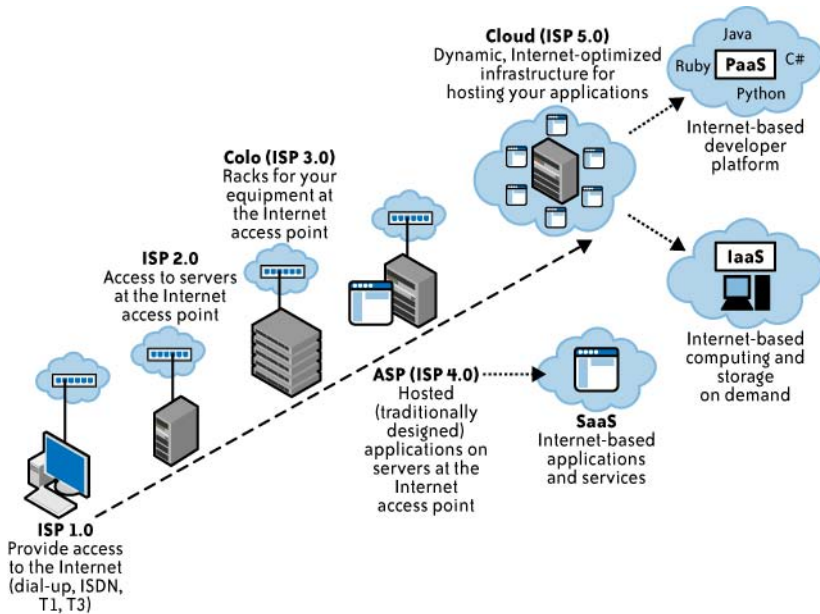 Cloud (ISP 5.0)
Dynamic, Internet-optimized
infrastructure for
hosting your applications
Java
Ruby
PaaS
C#
Python
Internet-based
developer
platform
Colo (ISP 3.0)
Racks for your
equipment at
the Internet
access point
ISP 2.0
Access to servers
at the Internet
access point
IaaS
Internet-based
computing and
storage
on demand
ASP (ISP 4.0)
Hosted
(traditionally
designed)
applications on
servers at the
Internet
access point
SaaS
Internet-based
applications
and services
ISP 1.0
Provide access
to the Internet
(dial-up, ISDN,
T1, T3)